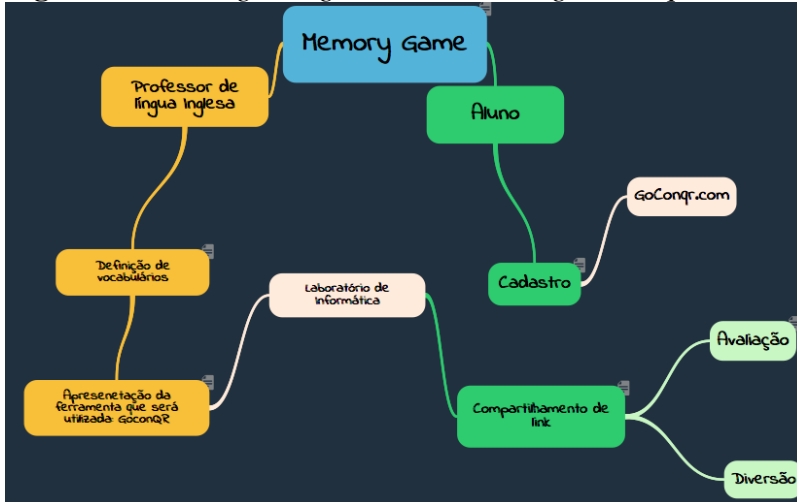 Memory Game
Professor de
língua Inglesa
Aluno
GoConqr.com
Definição de
vocabulários
Cadastro
Laboratório de
Informática
Avaliação
Apresenetação da
ferramenta que será
utilizada: GoconQR
Compartilhamento de
link
Diversão